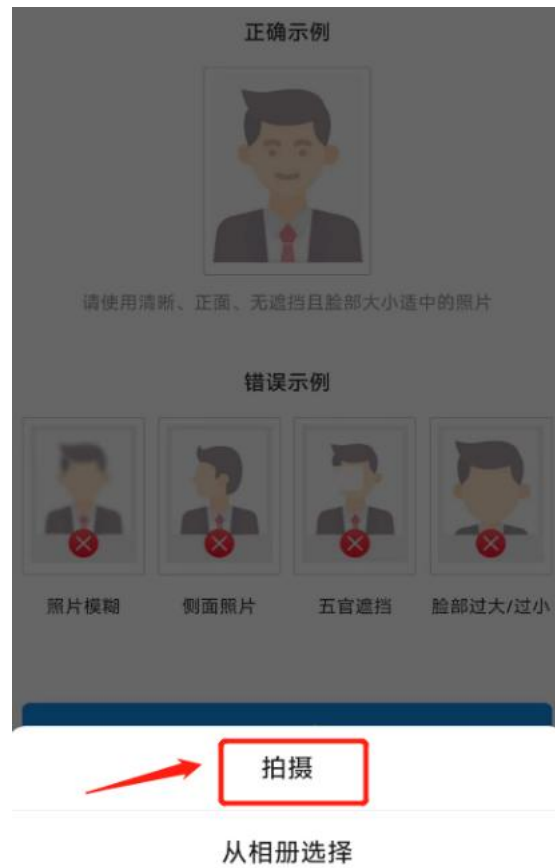 正确示例
请使用清晰、正面、无遮挡且脸部大小适中的照片
错误示例
照片模糊 侧面照片 五官遮挡 脸部过大/过小
拍摄
从相册选择